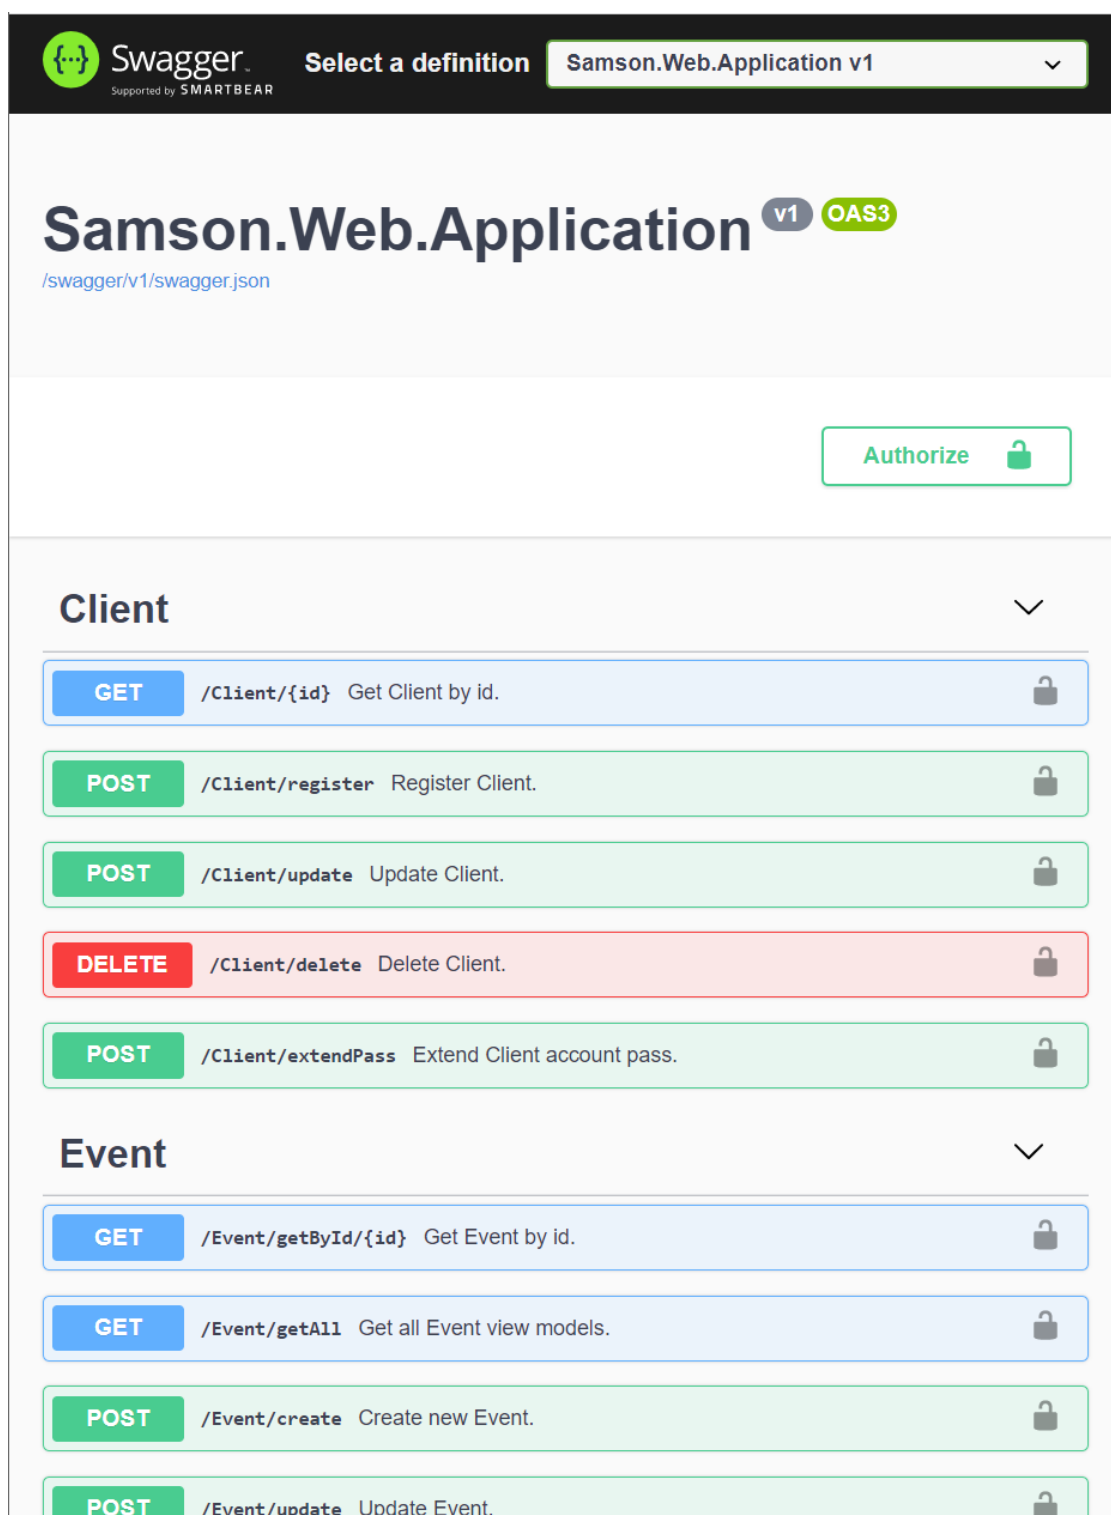 {···} Swagger™ Select a definition Samson.Web.Application v1
Supported by SMARTBEAR
Samson.Web.Application v1 OAS3
/swagger/v1/swagger.json
Authorize
Client
GET /Client/{id} Get Client by id.
POST /Client/register Register Client.
POST /Client/update Update Client.
DELETE /Client/delete Delete Client.
POST /Client/extendPass Extend Client account pass.
Event
GET /Event/getById/{id} Get Event by id.
GET /Event/getAll Get all Event view models.
POST /Event/create Create new Event.
POST /Event/update Update Event.